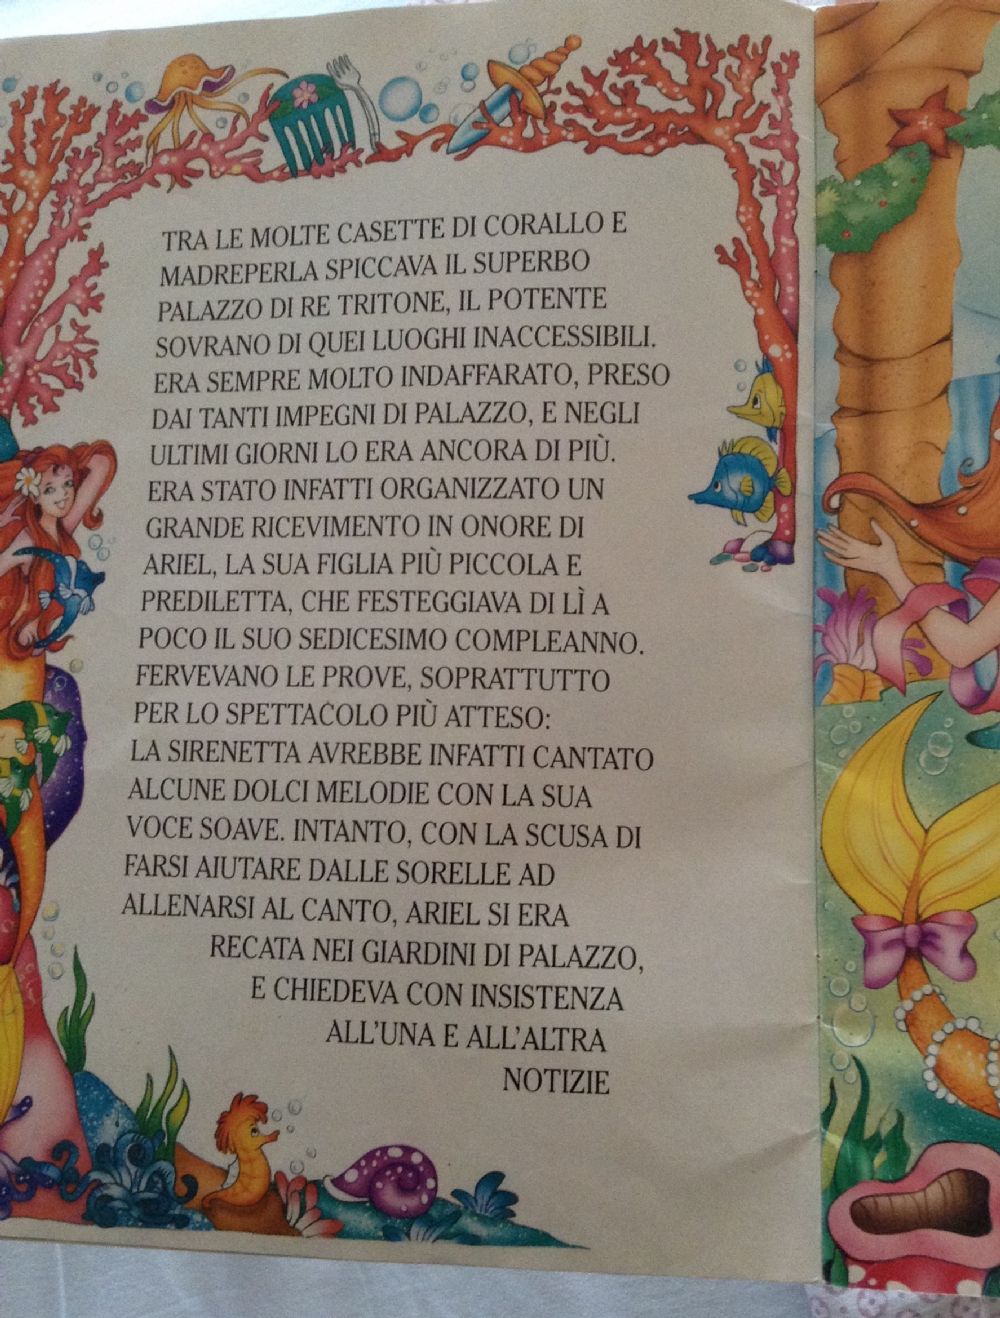 TRA LE MOLTE CASETTE DI CORALLO E
MADREPERLA SPICCAVA IL SUPERBO
PALAZZO DI RE TRITONE, IL POTENTE
SOVRANO DI QUEI LUOGHI INACCESSIBILI.
ERA SEMPRE MOLTO INDAFFARATO, PRESO
DAI TANTI IMPEGNI DI PALAZZO, E NEGLI
ULTIMI GIORNI LO ERA ANCORA DI PIÙ.
ERA STATO INFATTI ORGANIZZATO UN
GRANDE RICEVIMENTO IN ONORE DI
ARIEL, LA SUA FIGLIA PIÙ PICCOLA E
PREDILETTA, CHE FESTEGGIAVA DI LÌ A
POCO IL SUO SEDICESIMO COMPLEANNO.
FERVEVANO LE PROVE, SOPRATTUTTO
PER LO SPETTACOLO PIÙ ATTESO:
LA SIRENETTA AVREBBE INFATTI CANTATO
ALCUNE DOLCI MELODIE CON LA SUA
VOCE SOAVE. INTANTO, CON LA SCUSA DI
FARSI AIUTARE DALLE SORELLE AD
ALLENARSI AL CANTO, ARIEL SI ERA
RECATA NEI GIARDINI DI PALAZZO,
E CHIEDEVA CON INSISTENZA
ALL'UNA E ALL'ALTRA
NOTIZIE